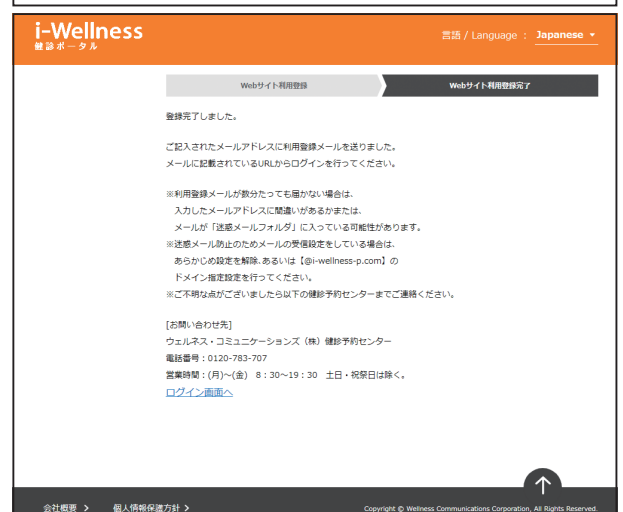 i-Wellness
健診ポータル
言語 / Language : Japanese
Webサイト利用登録
Webサイト利用登録完了
登録完了しました。
ご記入されたメールアドレスに利用登録メールを送りました。
メールに記載されているURLからログインを行ってください。
※利用登録メールが数分たっても届かない場合は、
入力したメールアドレスに間違いがあるかまたは、
メールが「迷惑メールフォルダ」に入っている可能性があります。
※迷惑メール防止のためメールの受信設定をしている場合は、
あらかじめ設定を解除、あるいは【@i-wellness-p.com】の
ドメイン指定設定を行ってください。
※ご不明な点がございましたら以下の健診予約センターまでご連絡ください。
[お問い合わせ先]
ウェルネス・コミュニケーションズ（株）健診予約センター
電話番号：0120-783-707
営業時間：(月)～(金)　8：30～19：30　土日・祝祭日は除く。
ログイン画面へ
会社概要
個人情報保護方針
Copyright © Wellness Communications Corporation, All Rights Reserved.